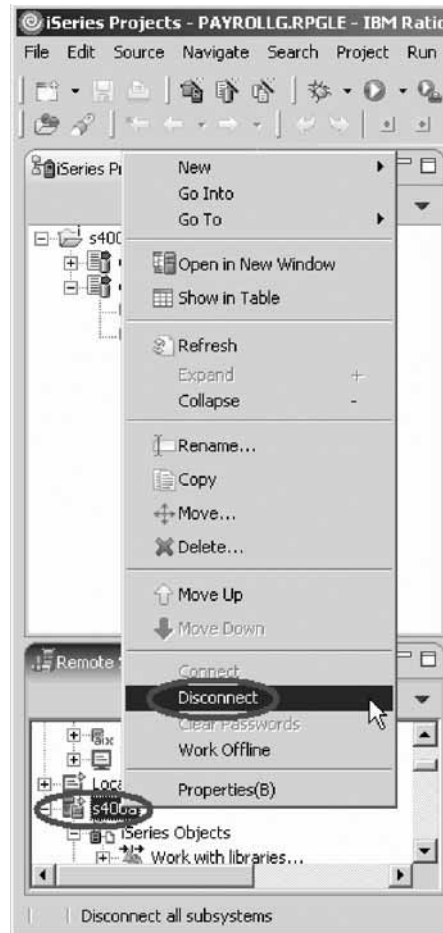 iSeries Projects - PAYROLLG.RPGLE - IBM Ratio
File Edit Source Navigate Search Project Run
iSeries P
s400
New
Go Into
Go To
Open in New Window
Show in Table
Refresh
Expand +
Collapse -
Rename...
Copy
Move...
Delete...
Move Up
Move Down
Remote S
Connect
Disconnect
Clear Passwords
Work Offline
Properties(B)
Loca
s400a
iSeries Objects
Work with libraries...
Disconnect all subsystems